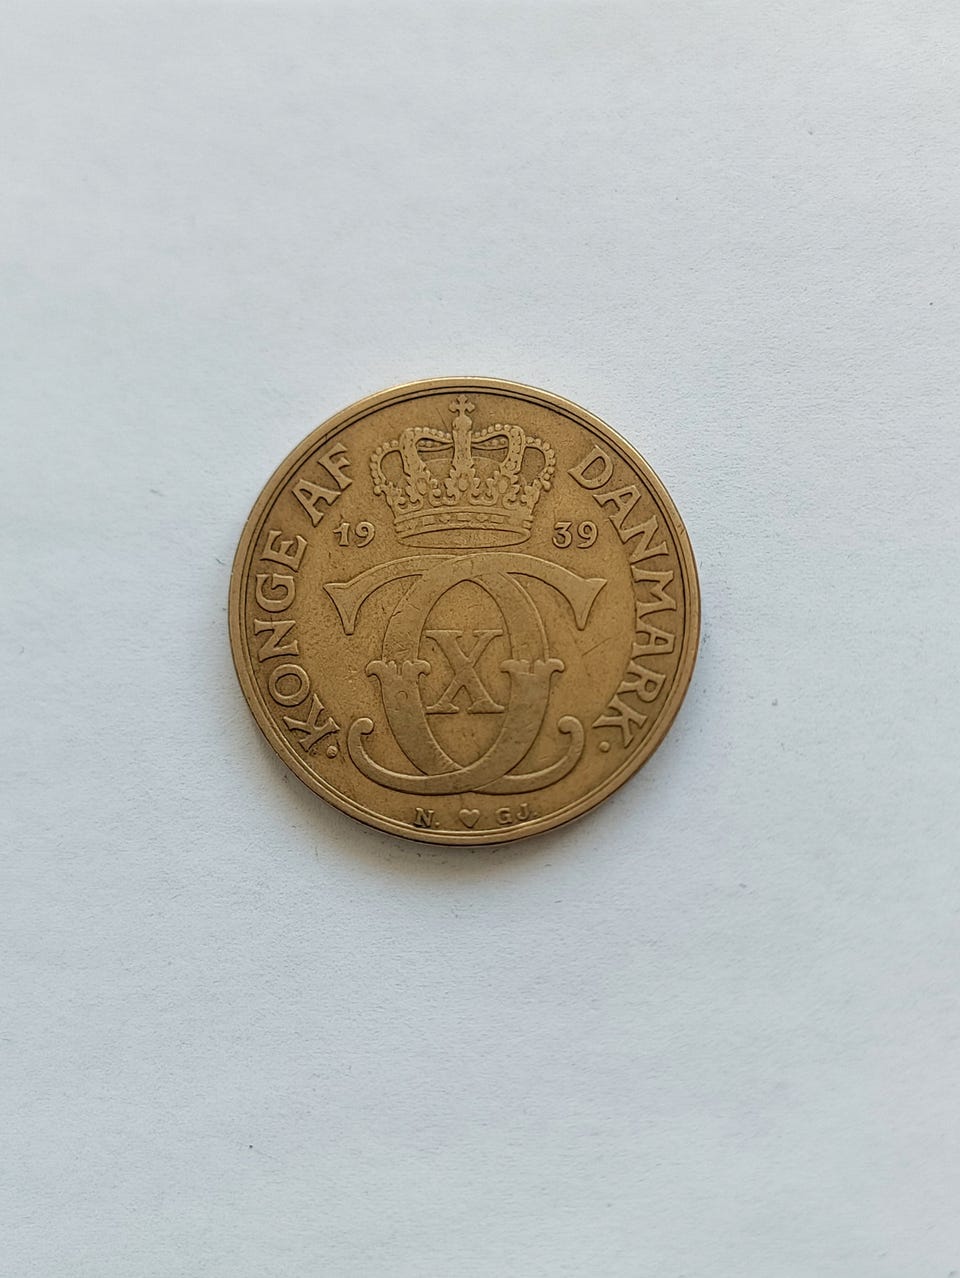 · KONGE AF DANMARK ·
19 39
X
N. ♥ GJ.